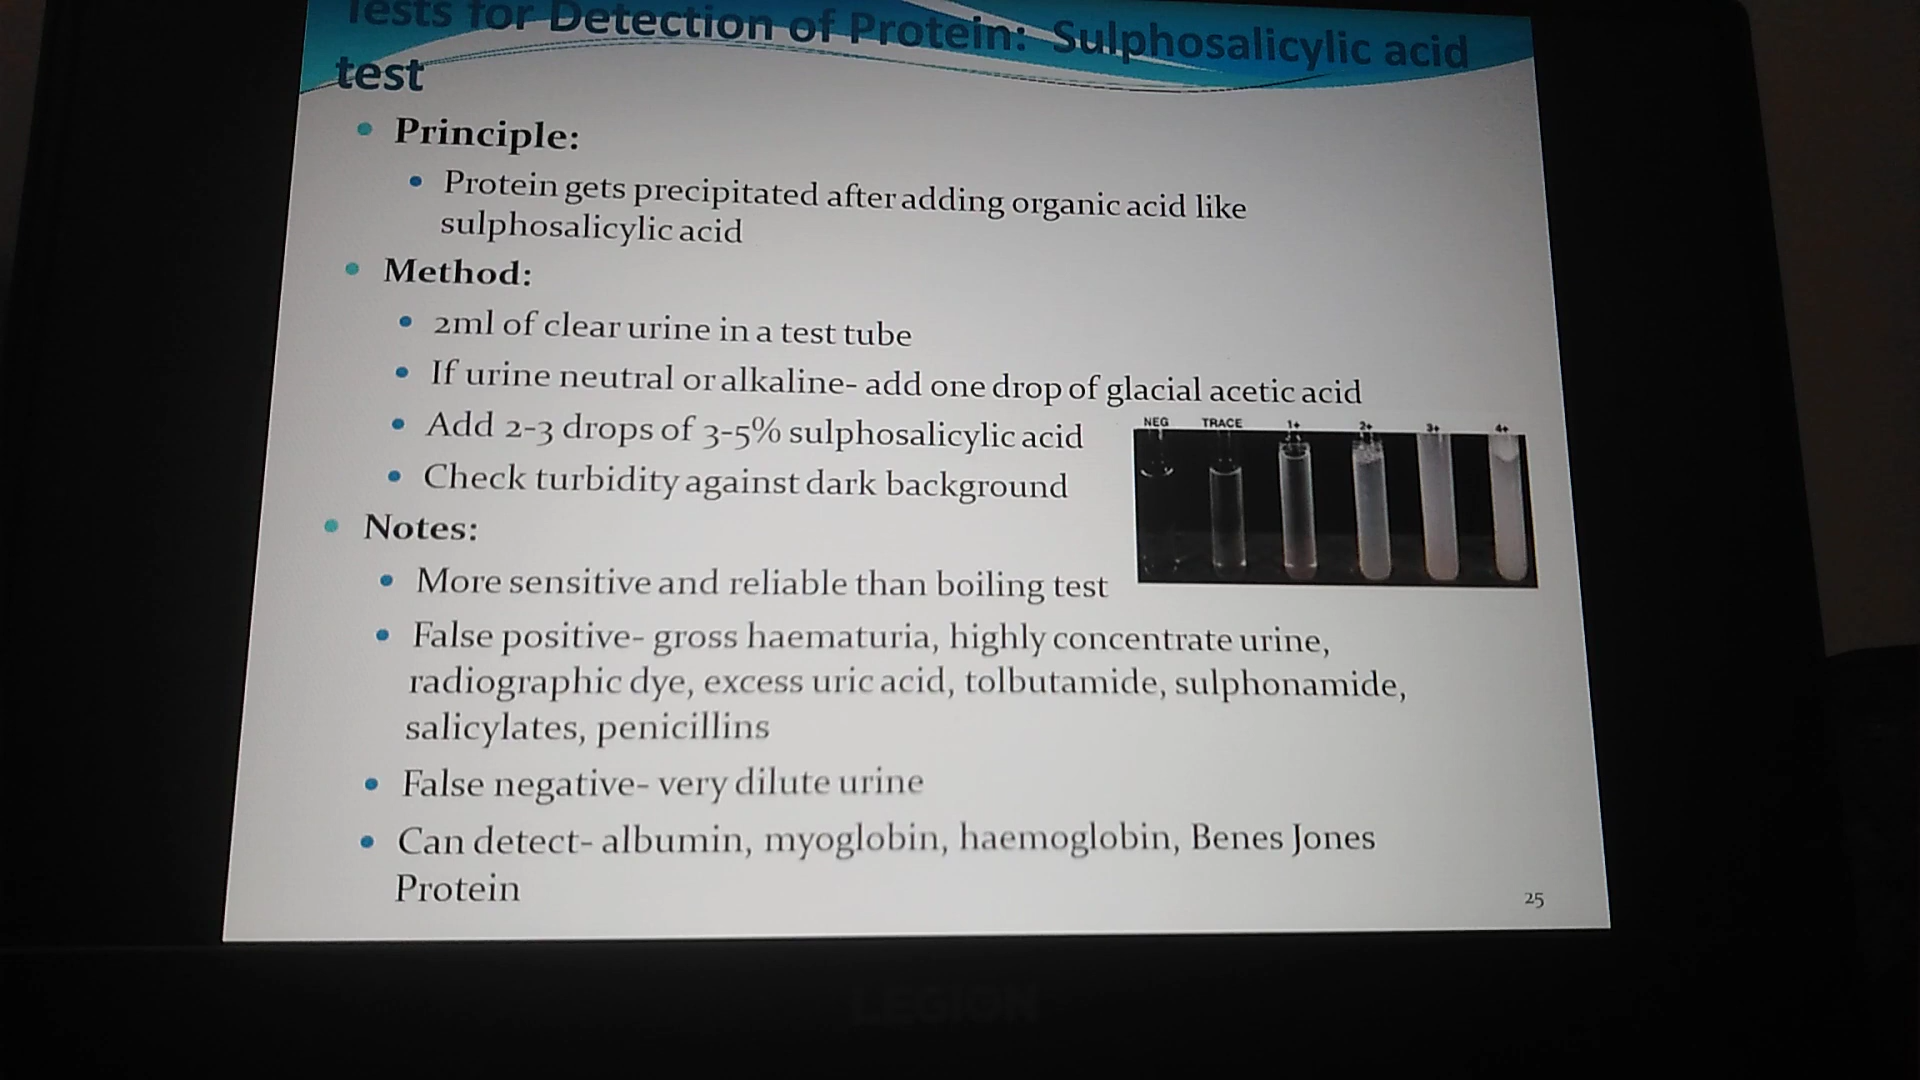 Tests for Detection of Protein: Sulphosalicylic acid
test
Principle:
Protein gets precipitated after adding organic acid like
sulphosalicylic acid
Method:
2ml of clear urine in a test tube
If urine neutral or alkaline- add one drop of glacial acetic acid
Add 2-3 drops of 3-5% sulphosalicylic acid
Check turbidity against dark background
NEG TRACE 1+ 2+ 3+ 4+
Notes:
More sensitive and reliable than boiling test
False positive- gross haematuria, highly concentrate urine,
radiographic dye, excess uric acid, tolbutamide, sulphonamide,
salicylates, penicillins
False negative- very dilute urine
Can detect- albumin, myoglobin, haemoglobin, Benes Jones
Protein
25
LEGION